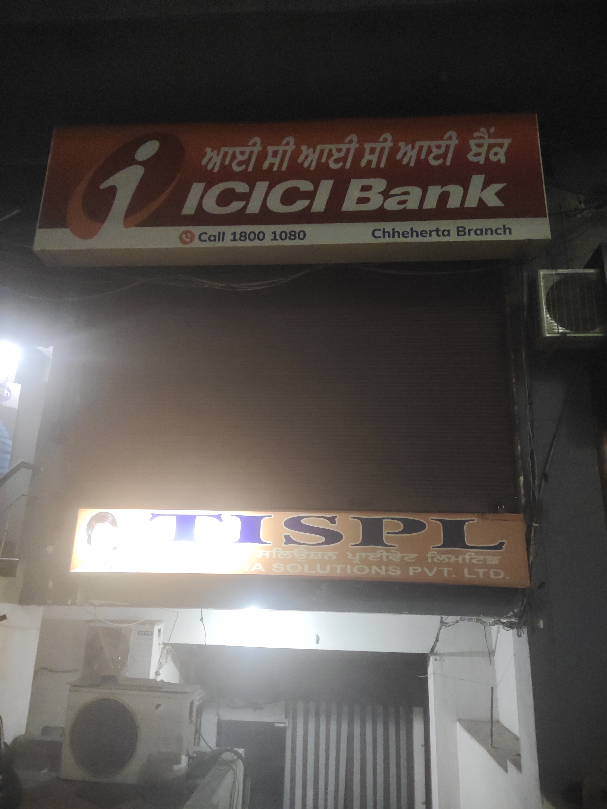 ਆਈ ਸੀ ਆਈ ਸੀ ਆਈ ਬੈਂਕ
ICICI Bank
Call 1800 1080
Chheherta Branch
TISPL
ਸਲਿਊਸ਼ਨ ਪ੍ਰਾਈਵੇਟ ਲਿਮਟਿਡ
SOLUTIONS PVT. LTD.